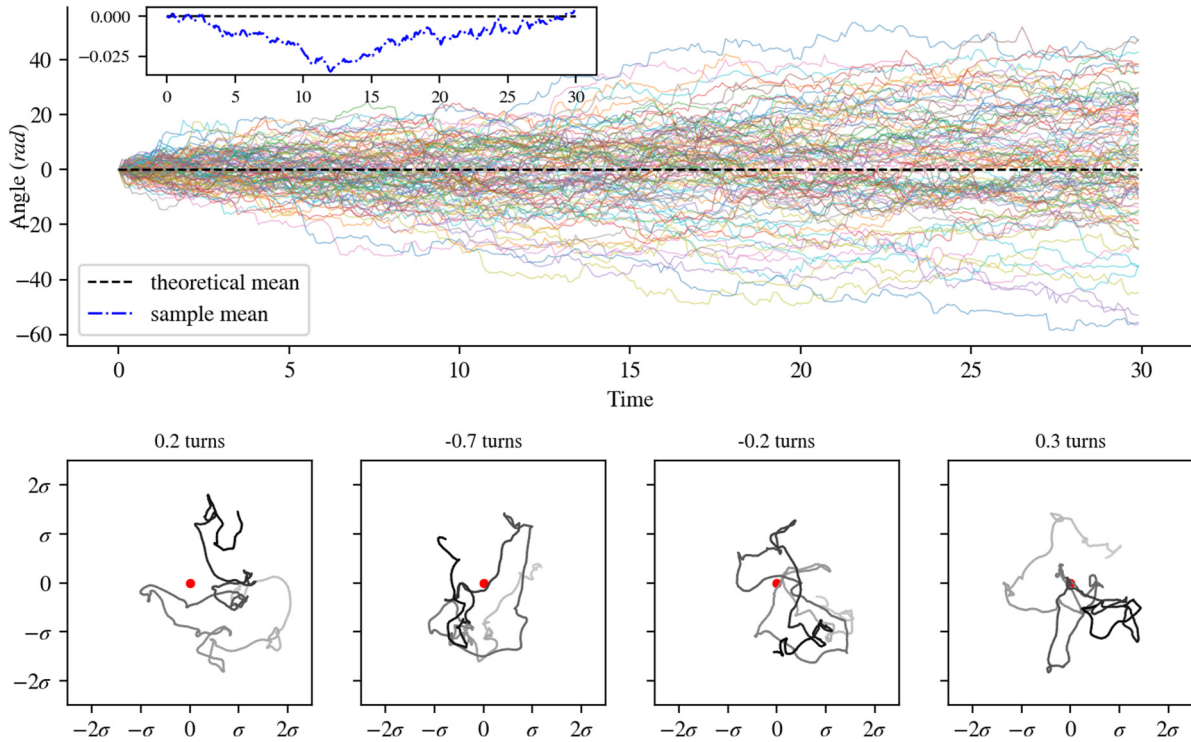 0.000
−0.025
0 5 10 15 20 25 30
40
20
0
−20
−40
−60
Angle (rad)
theoretical mean
sample mean
0 5 10 15 20 25 30
Time
0.2 turns
-0.7 turns
-0.2 turns
0.3 turns
2σ
σ
0
−σ
−2σ
−2σ −σ 0 σ 2σ
−2σ −σ 0 σ 2σ
−2σ −σ 0 σ 2σ
−2σ −σ 0 σ 2σ